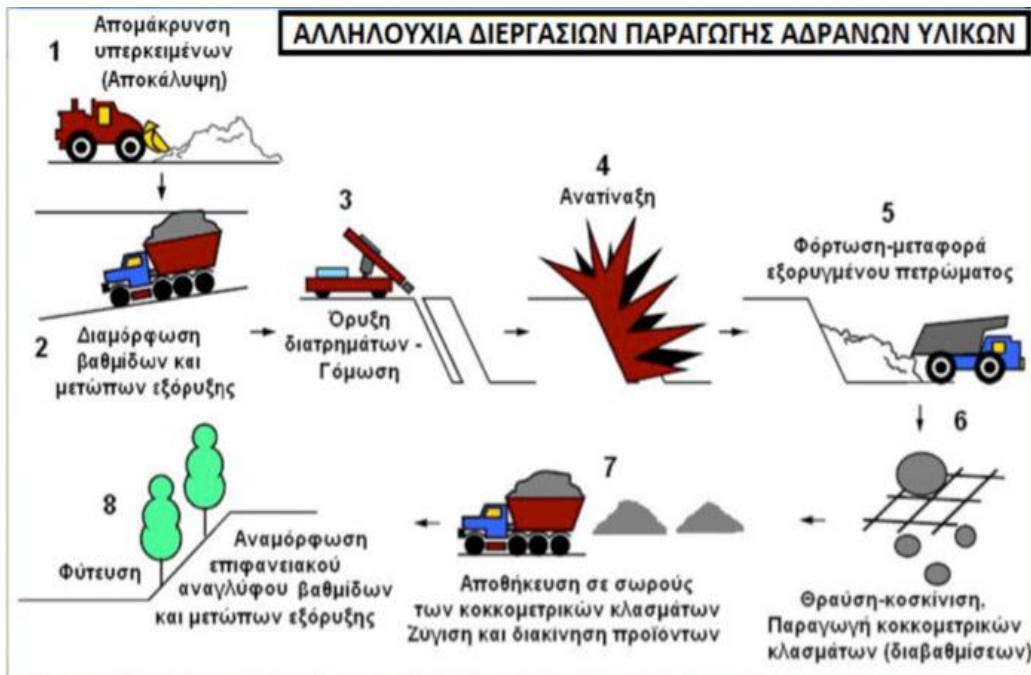 ΑΛΛΗΛΟΥΧΙΑ ΔΙΕΡΓΑΣΙΩΝ ΠΑΡΑΓΩΓΗΣ ΑΔΡΑΝΩΝ ΥΛΙΚΩΝ
1
Απομάκρυνση
υπερκειμένων
(Αποκάλυψη)
2
Διαμόρφωση
βαθμίδων και
μετώπων εξόρυξης
3
Όρυξη
διατρημάτων -
Γόμωση
4
Ανατίναξη
5
Φόρτωση-μεταφορά
εξορυγμένου πετρώματος
6
Θραύση-κοσκίνιση,
Παραγωγή κοκκομετρικών
κλασμάτων (διαβαθμίσεων)
7
Αποθήκευση σε σωρούς
των κοκκομετρικών κλασμάτων
Ζύγιση και διακίνηση προϊοντων
8
Φύτευση
Αναμόρφωση
επιφανειακού
αναγλύφου βαθμίδων
και μετώπων εξόρυξης